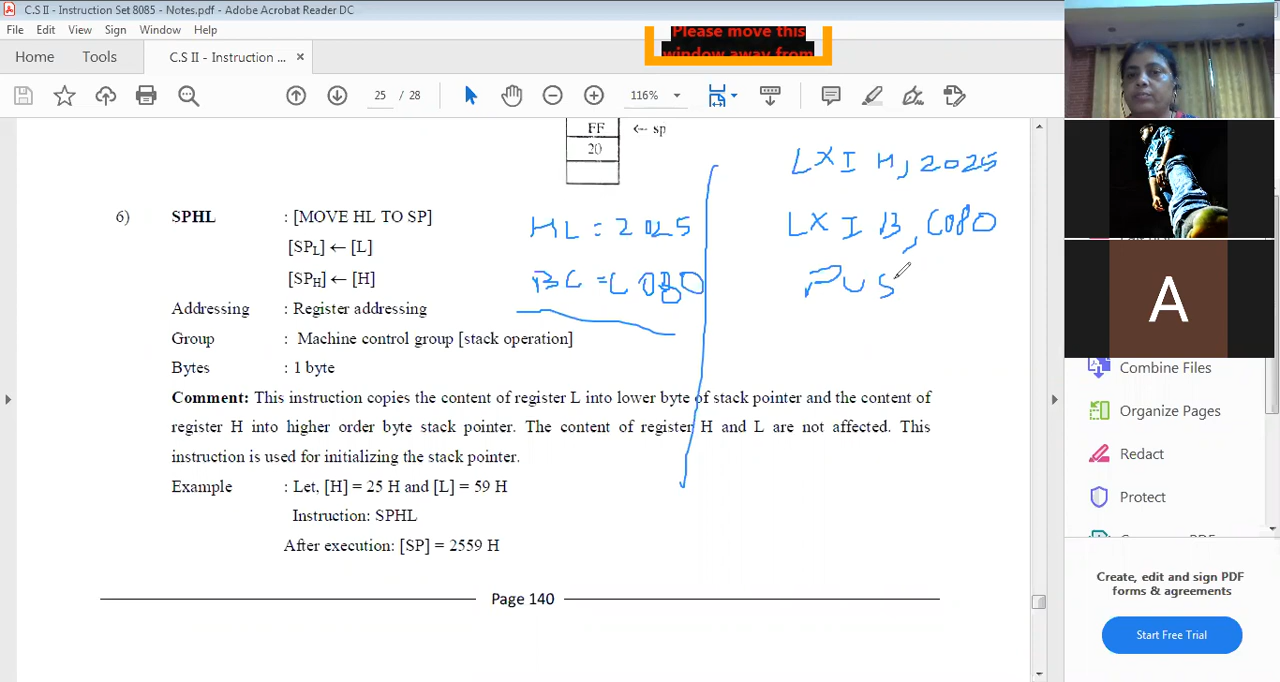 C.S II - Instruction Set 8085 - Notes.pdf - Adobe Acrobat Reader DC
File Edit View Sign Window Help
Home Tools C.S II - Instruction ... ×
Please move this
window away from
25 / 28 116%
FF ← sp
20
LXI H, 2025
6) SPHL : [MOVE HL TO SP]
HL = 2025
LXI B, C080
[SPL] ← [L]
[SPH] ← [H]
BC = C080
PUS
Addressing : Register addressing
Group : Machine control group [stack operation]
Bytes : 1 byte
Comment: This instruction copies the content of register L into lower byte of stack pointer and the content of
register H into higher order byte stack pointer. The content of register H and L are not affected. This
instruction is used for initializing the stack pointer.
Example : Let, [H] = 25 H and [L] = 59 H
Instruction: SPHL
After execution: [SP] = 2559 H
Page 140
A
Combine Files
Organize Pages
Redact
Protect
Create, edit and sign PDF
forms & agreements
Start Free Trial